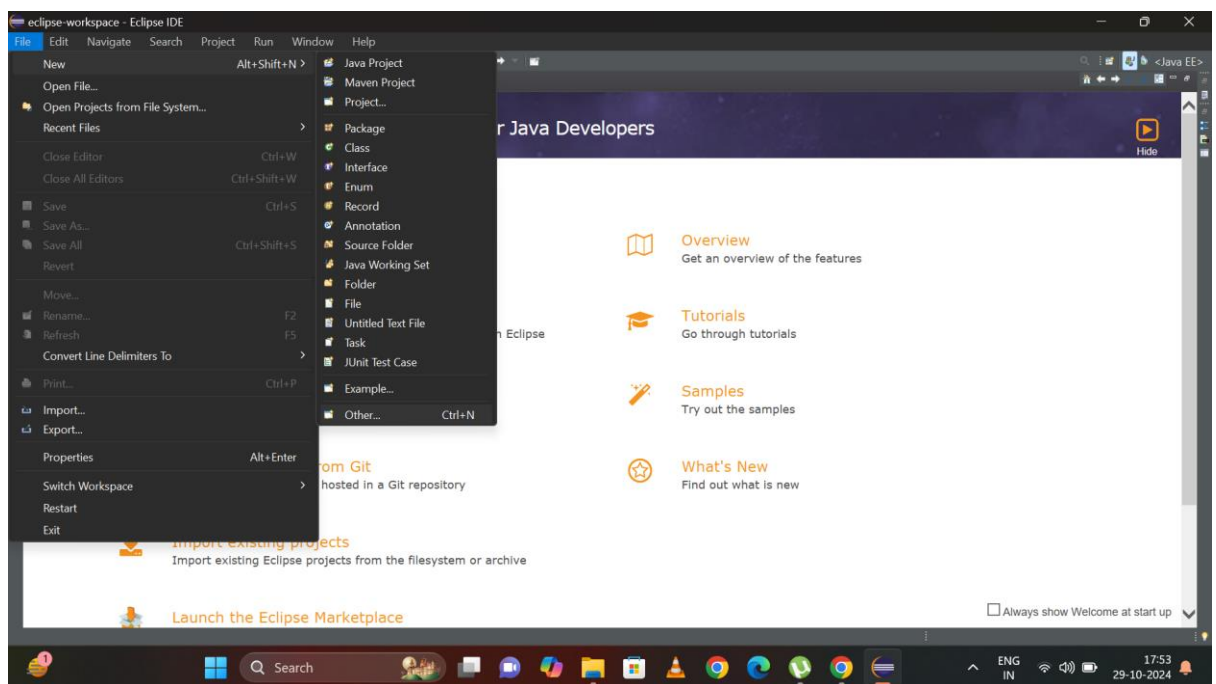 eclipse-workspace - Eclipse IDE
File Edit Navigate Search Project Run Window Help
<Java EE>
New Alt+Shift+N >
Open File...
Open Projects from File System...
Recent Files >
Close Editor Ctrl+W
Close All Editors Ctrl+Shift+W
Save Ctrl+S
Save As...
Save All Ctrl+Shift+S
Revert
Move...
Rename... F2
Refresh F5
Convert Line Delimiters To >
Print... Ctrl+P
Import...
Export...
Properties Alt+Enter
Switch Workspace >
Restart
Exit
Java Project
Maven Project
Project...
Package
Class
Interface
Enum
Record
Annotation
Source Folder
Java Working Set
Folder
File
Untitled Text File
Task
JUnit Test Case
Example...
Other... Ctrl+N
r Java Developers
Hide
Overview
Get an overview of the features
Eclipse
Tutorials
Go through tutorials
Samples
Try out the samples
from Git
hosted in a Git repository
What's New
Find out what is new
Import existing projects
Import existing Eclipse projects from the filesystem or archive
Launch the Eclipse Marketplace
Always show Welcome at start up
1
Search
ENG
IN
17:53
29-10-2024